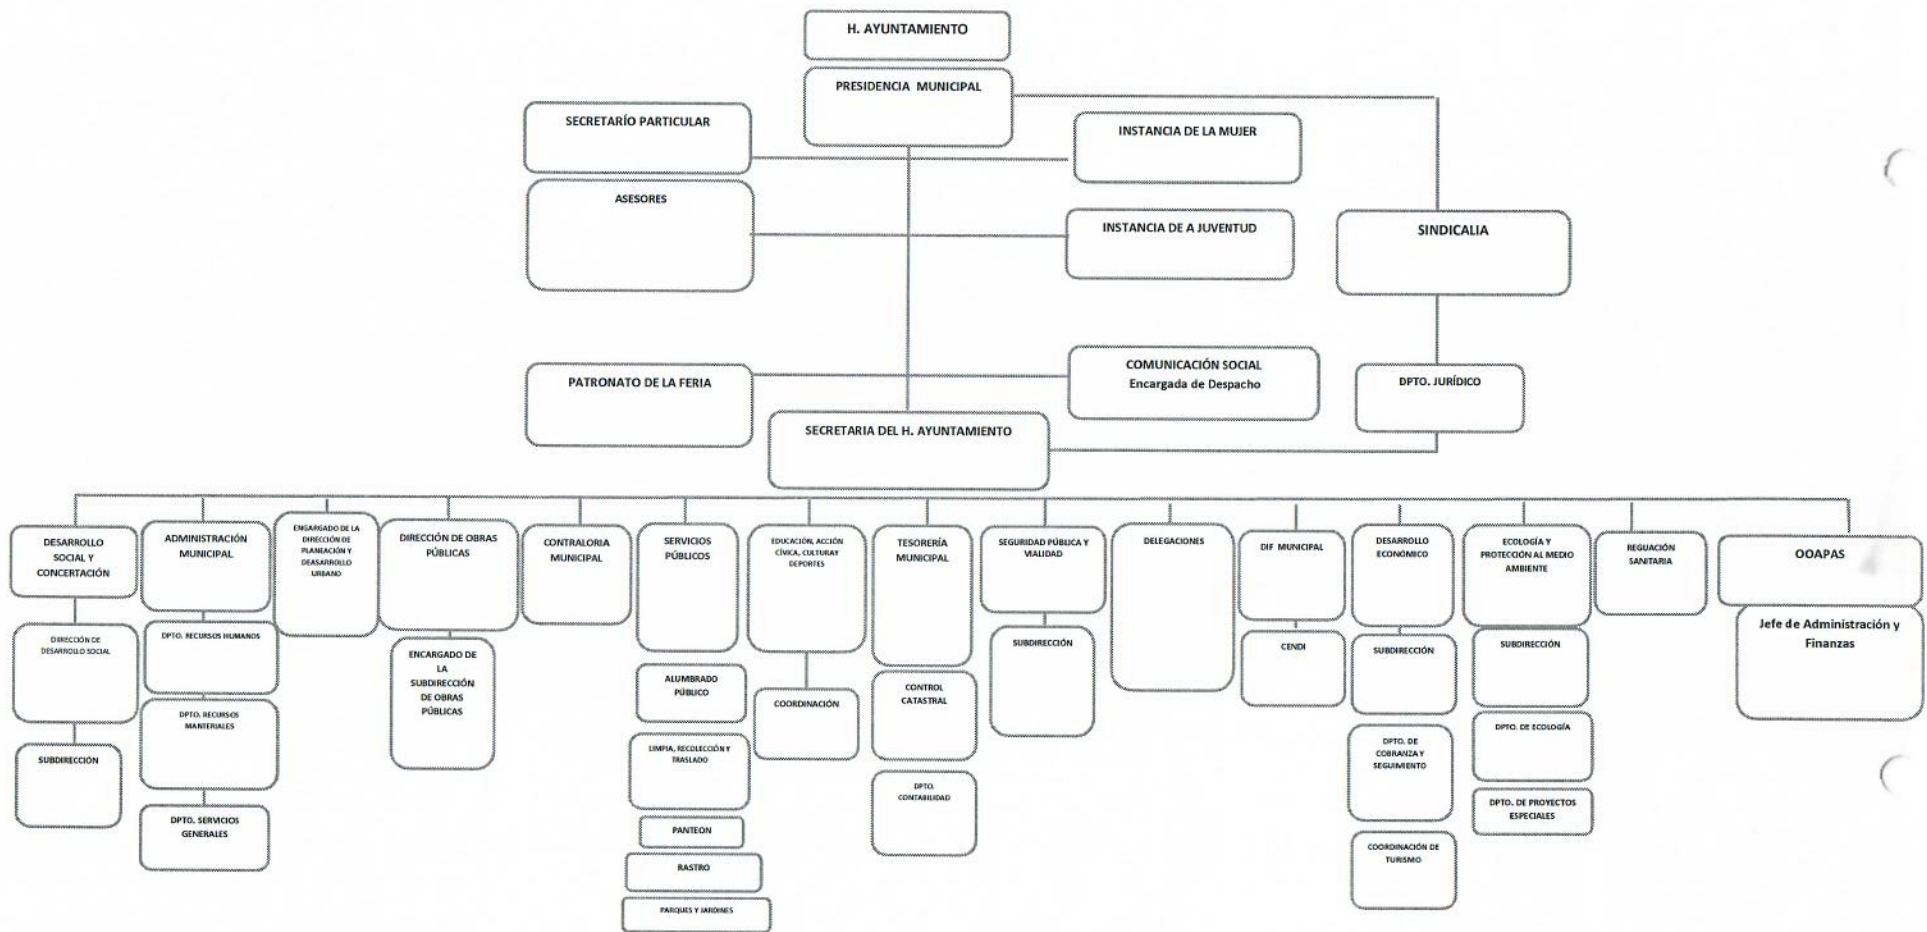 H. AYUNTAMIENTO
PRESIDENCIA MUNICIPAL
SECRETARÍO PARTICULAR
INSTANCIA DE LA MUJER
ASESORES
INSTANCIA DE A JUVENTUD
SINDICALIA
PATRONATO DE LA FERIA
COMUNICACIÓN SOCIAL
Encargada de Despacho
DPTO. JURÍDICO
SECRETARIA DEL H. AYUNTAMIENTO
DESARROLLO
SOCIAL Y
CONCERTACIÓN
DIRECCIÓN DE
DESARROLLO SOCIAL
SUBDIRECCIÓN
ADMINISTRACIÓN
MUNICIPAL
DPTO. RECURSOS HUMANOS
DPTO. RECURSOS
MANTERIALES
DPTO. SERVICIOS
GENERALES
ENGARGADO DE LA
DIRECCIÓN DE
PLANEACIÓN Y
DEASARROLLO
URBANO
DIRECCIÓN DE OBRAS
PÚBLICAS
ENCARGADO DE
LA
SUBDIRECCIÓN
DE OBRAS
PÚBLICAS
CONTRALORIA
MUNICIPAL
SERVICIOS
PÚBLICOS
ALUMBRADO
PÚBLICO
LIMPIA, RECOLECCIÓN Y
TRASLADO
PANTEON
RASTRO
PARQUES Y JARDINES
EDUCACIÓN, ACCIÓN
CÍVICA, CULTURA Y
DEPORTES
COORDINACIÓN
TESORERÍA
MUNICIPAL
CONTROL
CATASTRAL
DPTO.
CONTABILIDAD
SEGURIDAD PÚBLICA Y
VIALIDAD
SUBDIRECCIÓN
DELEGACIONES
DIF MUNICIPAL
CENDI
DESARROLLO
ECONÓMICO
SUBDIRECCIÓN
DPTO. DE
COBRANZA Y
SEGUIMIENTO
COORDINACIÓN DE
TURISMO
ECOLOGÍA Y
PROTECCIÓN AL MEDIO
AMBIENTE
SUBDIRECCIÓN
DPTO. DE ECOLOGÍA
DPTO. DE PROYECTOS
ESPECIALES
REGUACIÓN
SANITARIA
OOAPAS
Jefe de Administración y
Finanzas